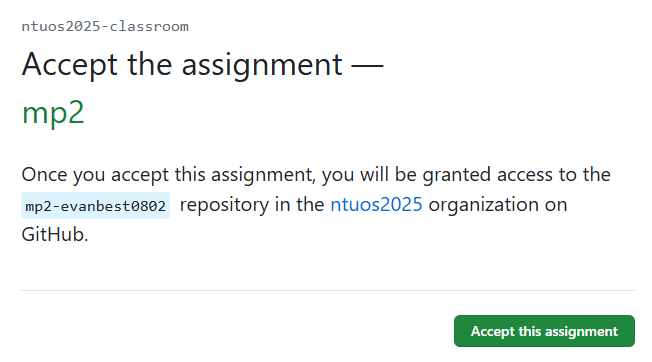 ntuos2025-classroom
Accept the assignment —
mp2
Once you accept this assignment, you will be granted access to the
mp2-evanbest0802 repository in the ntuos2025 organization on
GitHub.
Accept this assignment